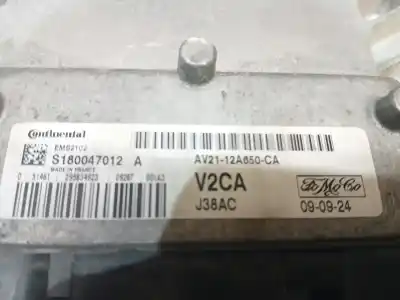 Continental
EMS2102
S180047012 A
MADE IN FRANCE
AV21-12A650-CA
V2CA
J38AC
FoMoCo
09-09-24